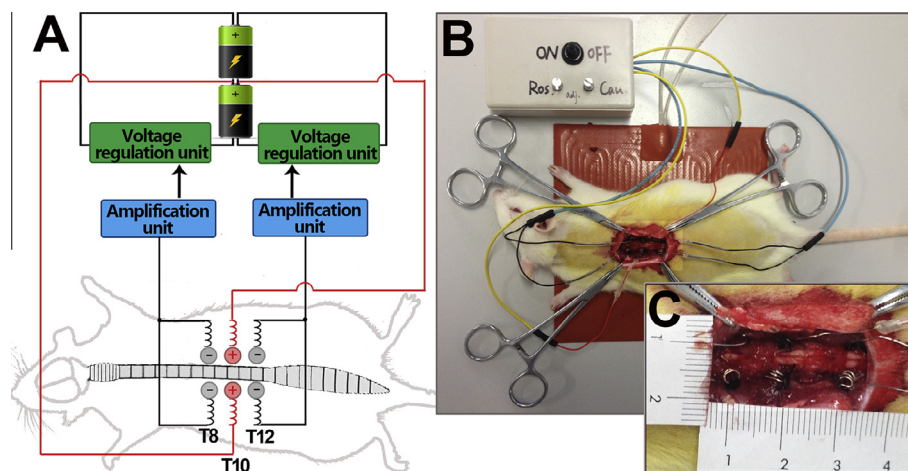 A
+
+
Voltage
regulation unit
Voltage
regulation unit
Amplification
unit
Amplification
unit
− + −
− + −
T8 T12
T10
B
ON OFF
Ros. adj. Cau.
C
1
2
1 2 3 4